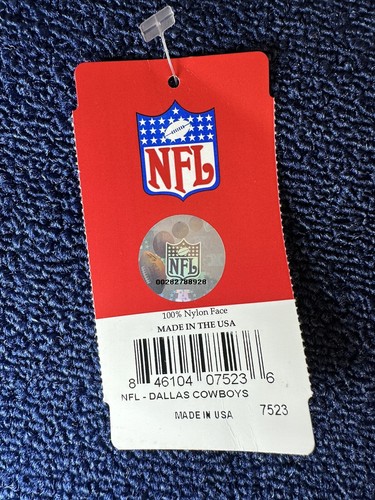 NFL
NFL
00282788928
100% Nylon Face
MADE IN THE USA
8 46104 07523 6
NFL - DALLAS COWBOYS
MADE IN USA 7523